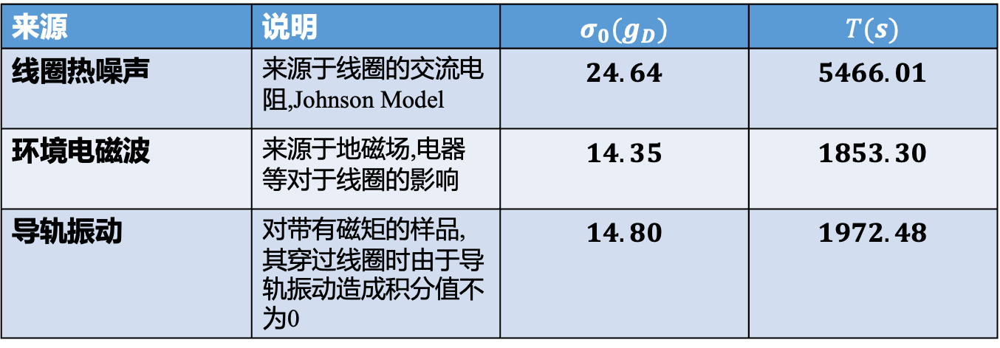 来源 说明 σ₀(g_D) T(s)
线圈热噪声 来源于线圈的交流电 24.64 5466.01
阻,Johnson Model
环境电磁波 来源于地磁场,电器 14.35 1853.30
等对于线圈的影响
导轨振动 对带有磁矩的样品, 14.80 1972.48
其穿过线圈时由于导
轨振动造成积分值不
为0